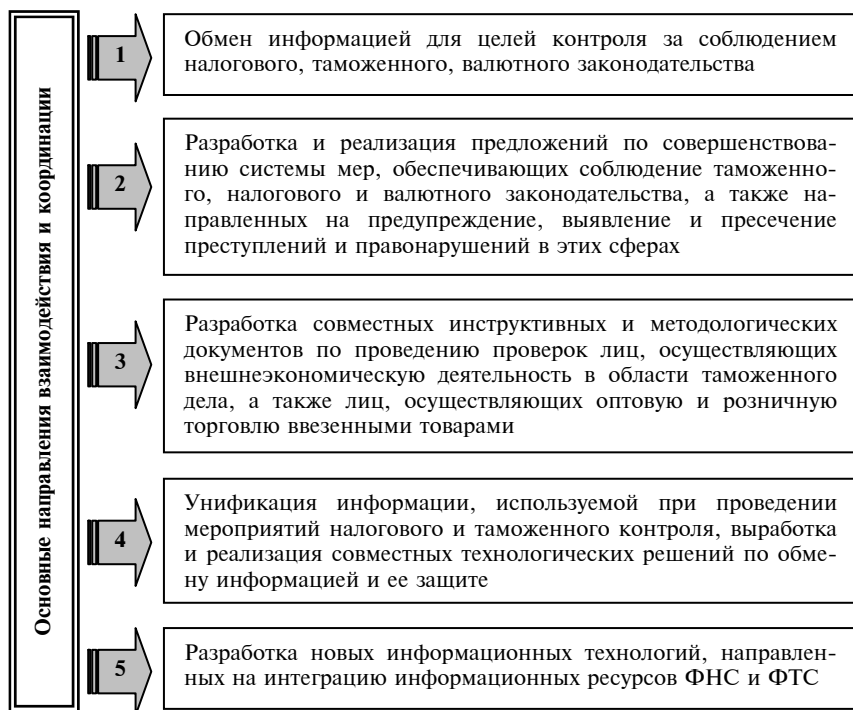 Основные направления взаимодействия и координации
1
Обмен информацией для целей контроля за соблюдением
налогового, таможенного, валютного законодательства
2
Разработка и реализация предложений по совершенствова-
нию системы мер, обеспечивающих соблюдение таможенно-
го, налогового и валютного законодательства, а также на-
правленных на предупреждение, выявление и пресечение
преступлений и правонарушений в этих сферах
3
Разработка совместных инструктивных и методологических
документов по проведению проверок лиц, осуществляющих
внешнеэкономическую деятельность в области таможенного
дела, а также лиц, осуществляющих оптовую и розничную
торговлю ввезенными товарами
4
Унификация информации, используемой при проведении
мероприятий налогового и таможенного контроля, выработка
и реализация совместных технологических решений по обме-
ну информацией и ее защите
5
Разработка новых информационных технологий, направлен-
ных на интеграцию информационных ресурсов ФНС и ФТС